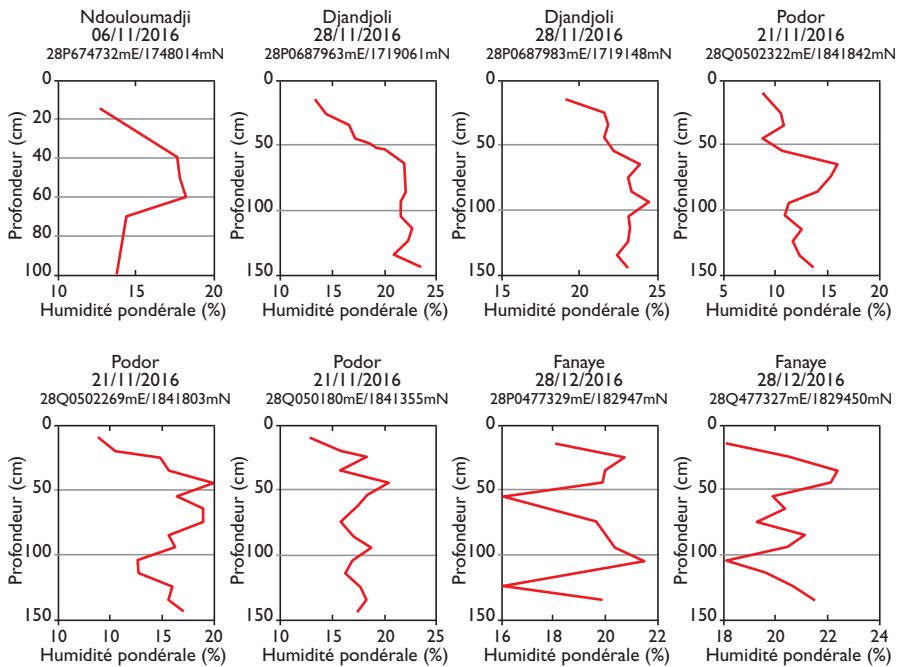 Ndouloumadji
06/11/2016
28P674732mE/1748014mN
0
20
40
60
80
100
Profondeur (cm)
10
15
20
Humidité pondérale (%)
Djandjoli
28/11/2016
28P0687963mE/1719061mN
0
50
100
150
Profondeur (cm)
10
15
20
25
Humidité pondérale (%)
Djandjoli
28/11/2016
28P0687983mE/1719148mN
0
50
100
150
Profondeur (cm)
10
15
20
25
Humidité pondérale (%)
Podor
21/11/2016
28Q0502322mE/1841842mN
0
50
100
150
Profondeur (cm)
5
10
15
20
Humidité pondérale (%)
Podor
21/11/2016
28Q0502269mE/1841803mN
0
50
100
150
Profondeur (cm)
10
10
15
20
Humidité pondérale (%)
Podor
21/11/2016
28Q050180mE/1841355mN
0
50
100
150
Profondeur (cm)
10
15
20
25
Humidité pondérale (%)
Fanaye
28/12/2016
28P0477329mE/182947mN
0
50
100
150
Profondeur (cm)
16
18
20
22
Humidité pondérale (%)
Fanaye
28/12/2016
28Q477327mE/1829450mN
0
50
100
150
Profondeur (cm)
18
20
22
24
Humidité pondérale (%)